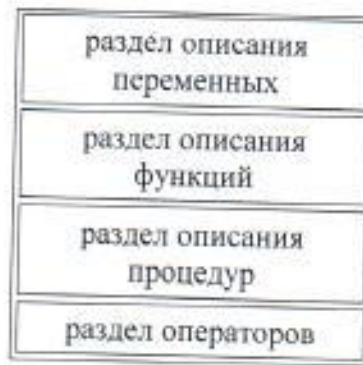 раздел описания
переменных
раздел описания
функций
раздел описания
процедур
раздел операторов